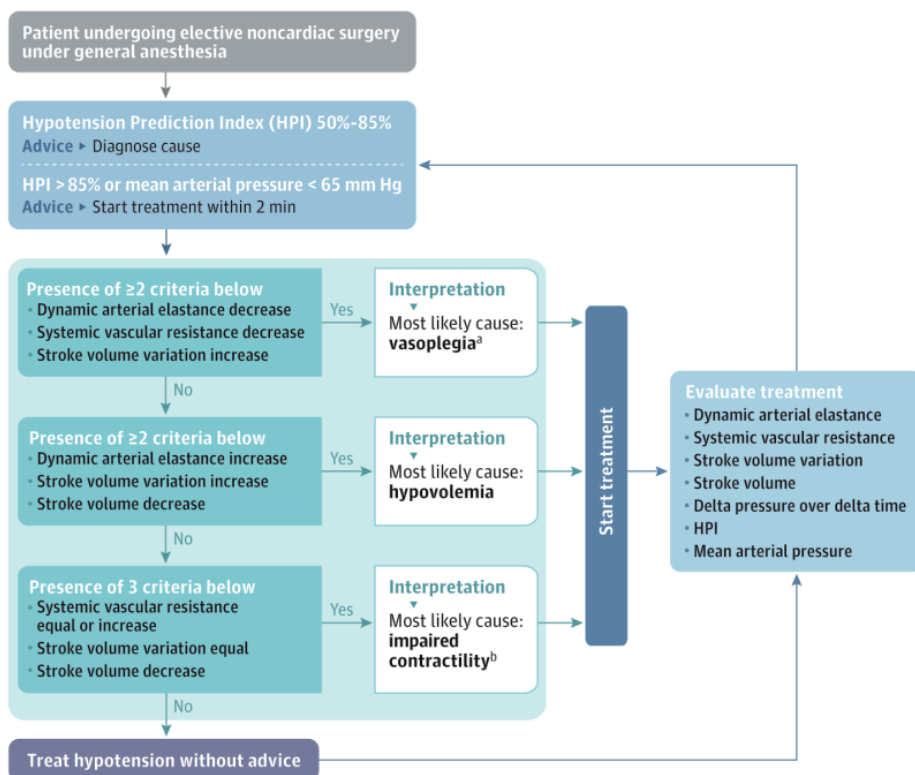 Patient undergoing elective noncardiac surgery
under general anesthesia
Hypotension Prediction Index (HPI) 50%-85%
Advice ▸ Diagnose cause
HPI > 85% or mean arterial pressure < 65 mm Hg
Advice ▸ Start treatment within 2 min
Presence of ≥2 criteria below
• Dynamic arterial elastance decrease
• Systemic vascular resistance decrease
• Stroke volume variation increase
Yes
Interpretation
Most likely cause:
vasoplegiaᵃ
No
Presence of ≥2 criteria below
• Dynamic arterial elastance increase
• Stroke volume variation increase
• Stroke volume decrease
Yes
Interpretation
Most likely cause:
hypovolemia
No
Presence of 3 criteria below
• Systemic vascular resistance
equal or increase
• Stroke volume variation equal
• Stroke volume decrease
Yes
Interpretation
Most likely cause:
impaired
contractilityᵇ
No
Treat hypotension without advice
Start treatment
Evaluate treatment
• Dynamic arterial elastance
• Systemic vascular resistance
• Stroke volume variation
• Stroke volume
• Delta pressure over delta time
• HPI
• Mean arterial pressure